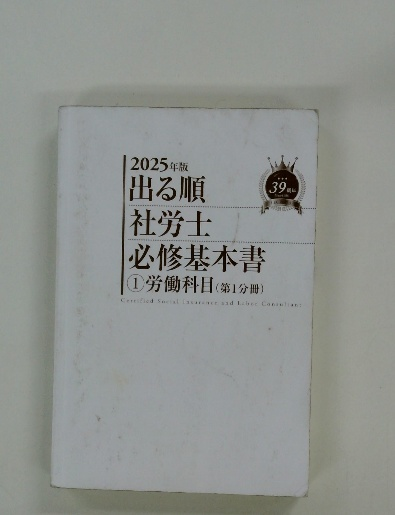 2025年版
出る順
社労士
必修基本書
①労働科目(第1分冊)
Certified Social Insurance and Labor Consultant
39